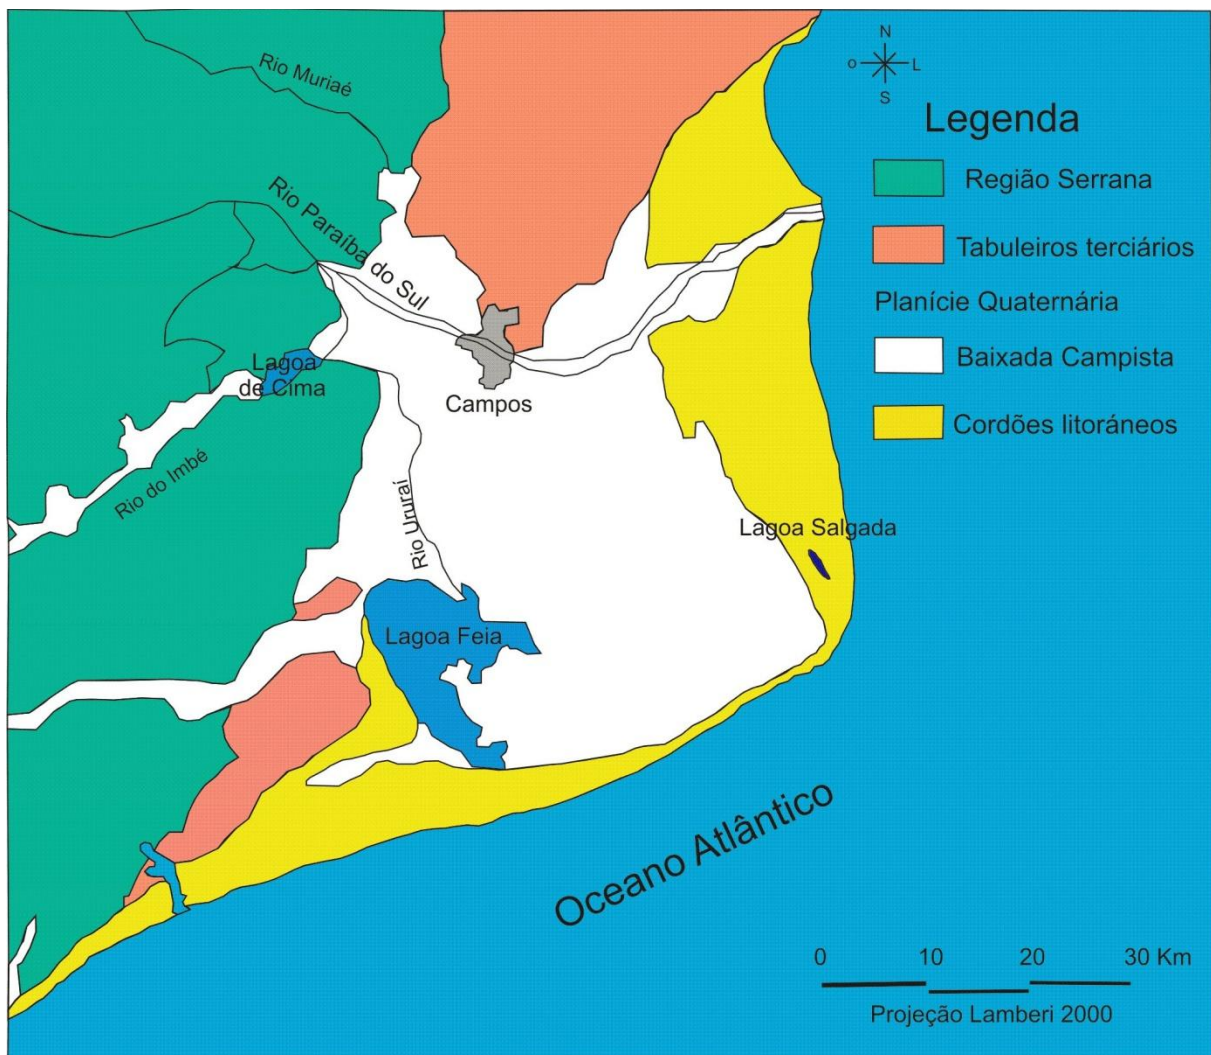 N
O
L
S
Legenda
Região Serrana
Tabuleiros terciários
Planície Quaternária
Baixada Campista
Cordões litoráneos
Rio Muriaé
Rio Paraíba do Sul
Lagoa
de Cima
Campos
Rio do Imbé
Rio Ururaí
Lagoa Salgada
Lagoa Feia
Oceano Atlântico
0 10 20 30 Km
Projeção Lamberi 2000